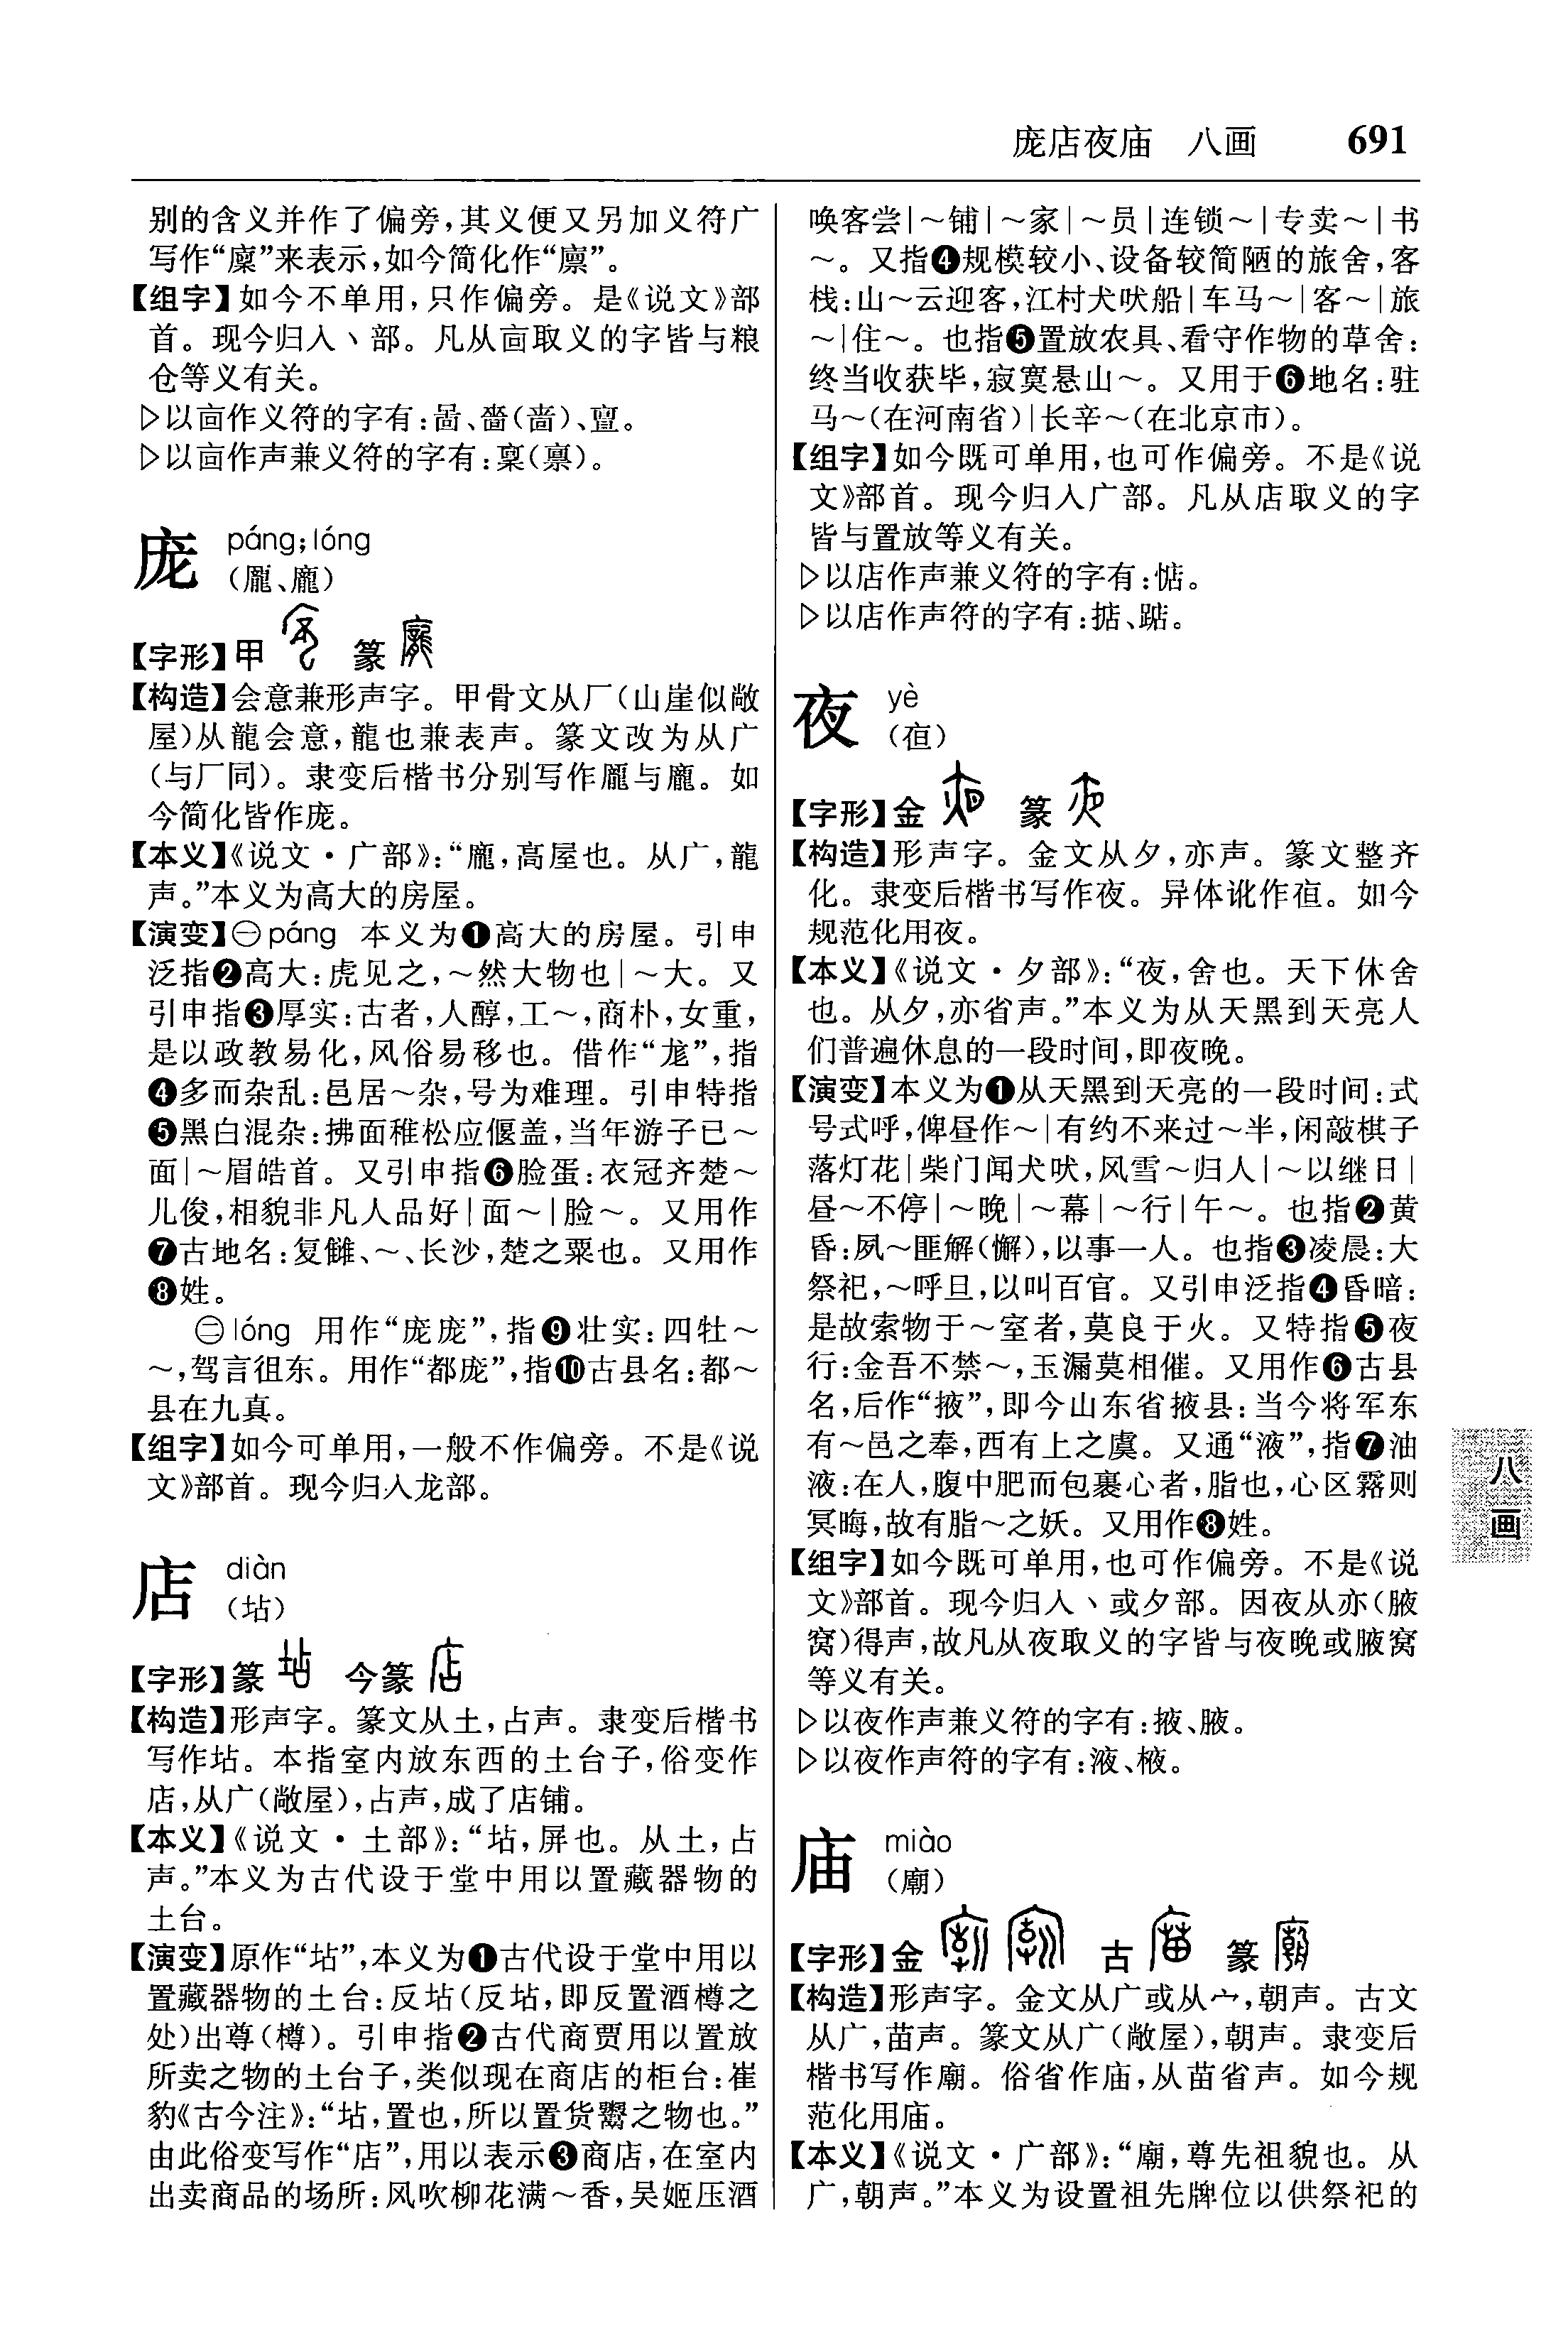 庞店夜庙 八画 691
别的含义并作了偏旁,其义便又另加义符广
写作“廩”来表示,如今简化作“廪”。
【组字】如今不单用,只作偏旁。是《说文》部
首。现今归入丶部。凡从㐭取义的字皆与粮
仓等义有关。
▷以㐭作义符的字有:啚、嗇(啬)、亶。
▷以㐭作声兼义符的字有:稟(禀)。
庞 páng;lóng
(厐、龐)
【字形】甲 篆
【构造】会意兼形声字。甲骨文从厂(山崖似敞
屋)从龍会意,龍也兼表声。篆文改为从广
(与厂同)。隶变后楷书分别写作龎与龐。如
今简化皆作庞。
【本义】《说文·广部》:“龐,高屋也。从广,龍
声。”本义为高大的房屋。
【演变】㊀páng 本义为❶高大的房屋。引申
泛指❷高大:虎见之,～然大物也|～大。又
引申指❸厚实:古者,人醇,工～,商朴,女重,
是以政教易化,风俗易移也。借作“尨”,指
❹多而杂乱:邑居～杂,号为难理。引申特指
❺黑白混杂:拂面稚松应偃盖,当年游子已～
面|～眉皓首。又引申指❻脸蛋:衣冠齐楚～
儿俊,相貌非凡人品好|面～|脸～。又用作
❼古地名:复雠、～、长沙,楚之粟也。又用作
❽姓。
㊁lóng 用作“庞庞”,指❾壮实:四牡～
～,驾言徂东。用作“都庞”,指❿古县名:都～
县在九真。
【组字】如今可单用,一般不作偏旁。不是《说
文》部首。现今归入龙部。
店 diàn
(坫)
【字形】篆 今篆
【构造】形声字。篆文从土,占声。隶变后楷书
写作坫。本指室内放东西的土台子,俗变作
店,从广(敞屋),占声,成了店铺。
【本义】《说文·土部》:“坫,屏也。从土,占
声。”本义为古代设于堂中用以置藏器物的
土台。
【演变】原作“坫”,本义为❶古代设于堂中用以
置藏器物的土台:反坫(反坫,即反置酒樽之
处)出尊(樽)。引申指❷古代商贾用以置放
所卖之物的土台子,类似现在商店的柜台:崔
豹《古今注》:“坫,置也,所以置货鬻之物也。”
由此俗变写作“店”,用以表示❸商店,在室内
出卖商品的场所:风吹柳花满～香,吴姬压酒
唤客尝|～铺|～家|～员|连锁～|专卖～|书
～。又指❹规模较小、设备较简陋的旅舍,客
栈:山～云迎客,江村犬吠船|车马～|客～|旅
～|住～。也指❺置放农具、看守作物的草舍:
终当收获毕,寂寞悬山～。又用于❻地名:驻
马～(在河南省)|长辛～(在北京市)。
【组字】如今既可单用,也可作偏旁。不是《说
文》部首。现今归入广部。凡从店取义的字
皆与置放等义有关。
▷以店作声兼义符的字有:惦。
▷以店作声符的字有:掂、踮。
夜 yè
(亱)
【字形】金 篆
【构造】形声字。金文从夕,亦声。篆文整齐
化。隶变后楷书写作夜。异体讹作亱。如今
规范化用夜。
【本义】《说文·夕部》:“夜,舍也。天下休舍
也。从夕,亦省声。”本义为从天黑到天亮人
们普遍休息的一段时间,即夜晚。
【演变】本义为❶从天黑到天亮的一段时间:式
号式呼,俾昼作～|有约不来过～半,闲敲棋子
落灯花|柴门闻犬吠,风雪～归人|～以继日|
昼～不停|～晚|～幕|～行|午～。也指❷黄
昏:夙～匪解(懈),以事一人。也指❸凌晨:大
祭祀,～呼旦,以叫百官。又引申泛指❹昏暗:
是故索物于～室者,莫良于火。又特指❺夜
行:金吾不禁～,玉漏莫相催。又用作❻古县
名,后作“掖”,即今山东省掖县:当今将军东
有～邑之奉,西有上之虞。又通“液”,指❼油
液:在人,腹中肥而包裹心者,脂也,心区霿则
冥晦,故有脂～之妖。又用作❽姓。
【组字】如今既可单用,也可作偏旁。不是《说
文》部首。现今归入丶或夕部。因夜从亦(腋
窝)得声,故凡从夜取义的字皆与夜晚或腋窝
等义有关。
▷以夜作声兼义符的字有:掖、腋。
▷以夜作声符的字有:液、棭。
庙 miào
(廟)
【字形】金 古 篆
【构造】形声字。金文从广或从宀,朝声。古文
从广,苗声。篆文从广(敞屋),朝声。隶变后
楷书写作廟。俗省作庙,从苗省声。如今规
范化用庙。
【本义】《说文·广部》:“廟,尊先祖貌也。从
广,朝声。”本义为设置祖先牌位以供祭祀的
八
画